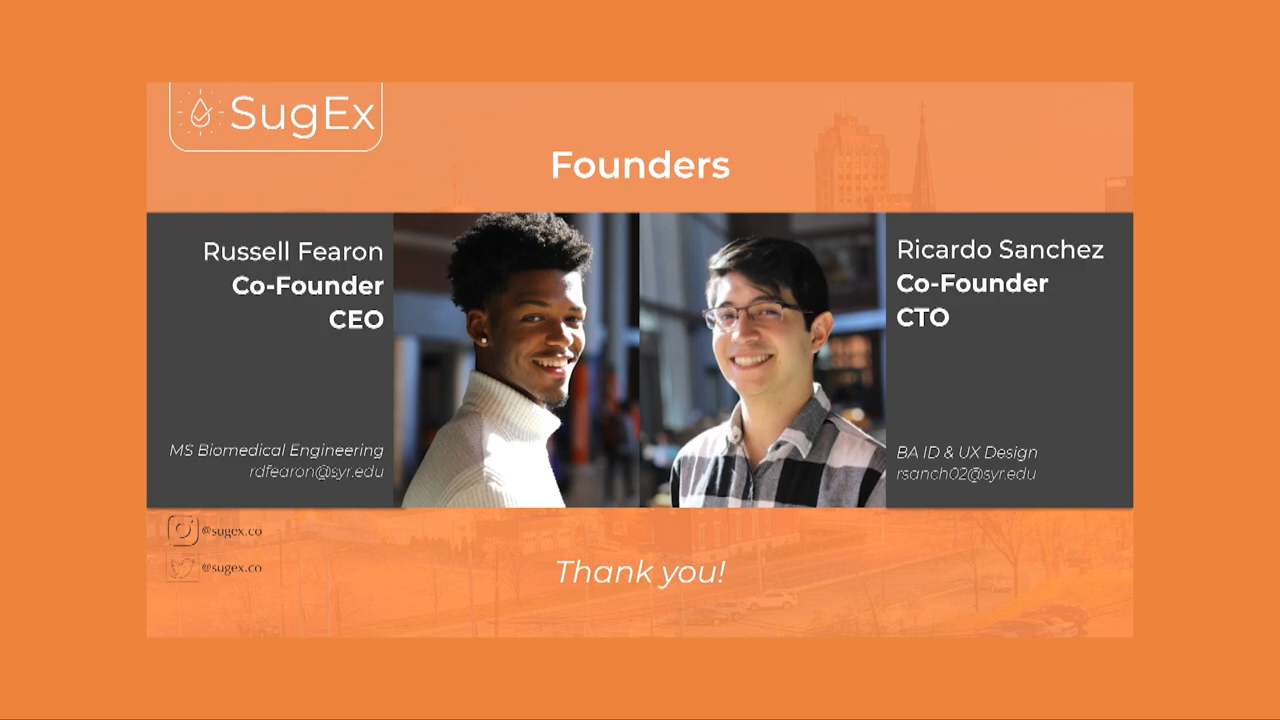 SugEx
Founders
Russell Fearon
Co-Founder
CEO
MS Biomedical Engineering
rdfearon@syr.edu
Ricardo Sanchez
Co-Founder
CTO
BA ID & UX Design
rsanch02@syr.edu
@sugex.co
@sugex.co
Thank you!